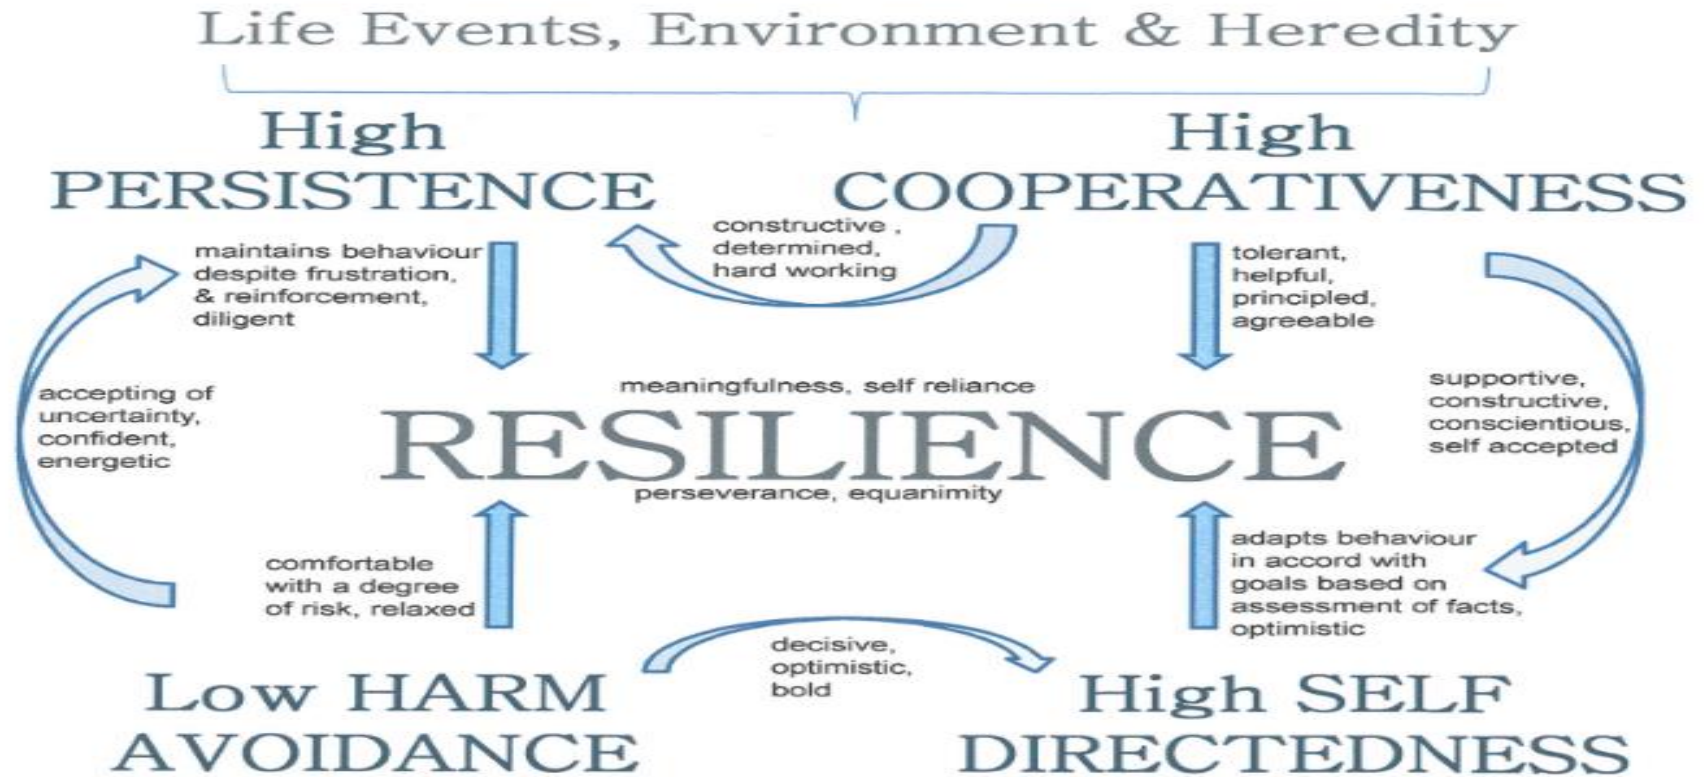 Life Events, Environment & Heredity
High
PERSISTENCE
High
COOPERATIVENESS
constructive ,
determined,
hard working
maintains behaviour
despite frustration,
& reinforcement,
diligent
tolerant,
helpful,
principled,
agreeable
accepting of
uncertainty,
confident,
energetic
meaningfulness, self reliance
RESILIENCE
perseverance, equanimity
supportive,
constructive,
conscientious,
self accepted
comfortable
with a degree
of risk, relaxed
adapts behaviour
in accord with
goals based on
assessment of facts,
optimistic
decisive,
optimistic,
bold
Low HARM
AVOIDANCE
High SELF
DIRECTEDNESS